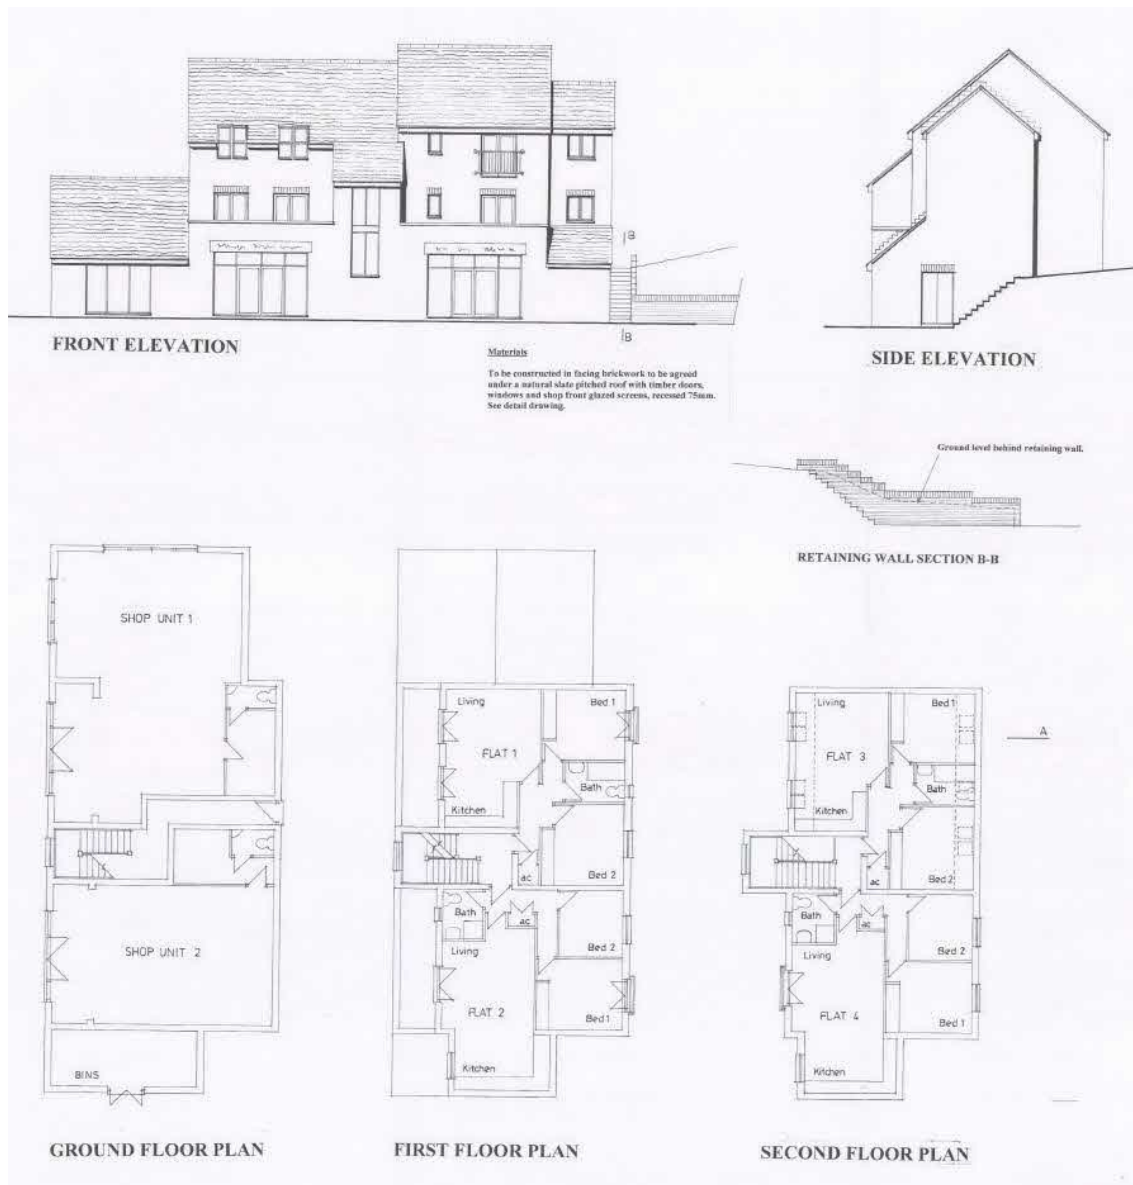 B
B
FRONT ELEVATION
SIDE ELEVATION
Materials
To be constructed in facing brickwork to be agreed
under a natural slate pitched roof with timber doors,
windows and shop front glazed screens, recessed 75mm.
See detail drawing.
Ground level behind retaining wall.
RETAINING WALL SECTION B-B
SHOP UNIT 1
SHOP UNIT 2
BINS
GROUND FLOOR PLAN
Living
Bed 1
FLAT 1
Bath
Kitchen
Bed 2
ac
Bath
ac
Living
Bed 2
FLAT 2
Bed 1
Kitchen
FIRST FLOOR PLAN
Living
Bed 1
A
FLAT 3
Bath
Kitchen
Bed 2
ac
Bath
ac
Living
Bed 2
FLAT 4
Bed 1
Kitchen
SECOND FLOOR PLAN